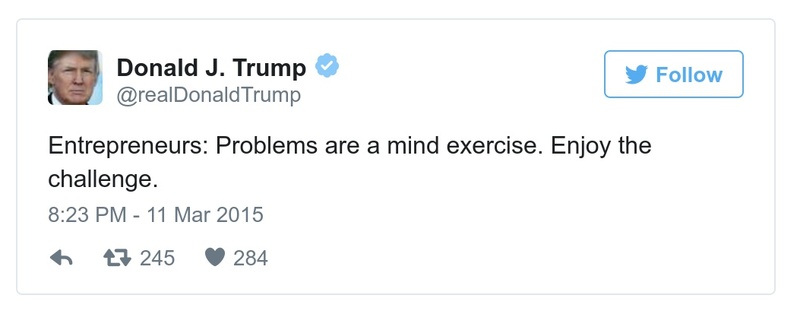 Donald J. Trump
@realDonaldTrump
Follow
Entrepreneurs: Problems are a mind exercise. Enjoy the
challenge.
8:23 PM - 11 Mar 2015
245 284